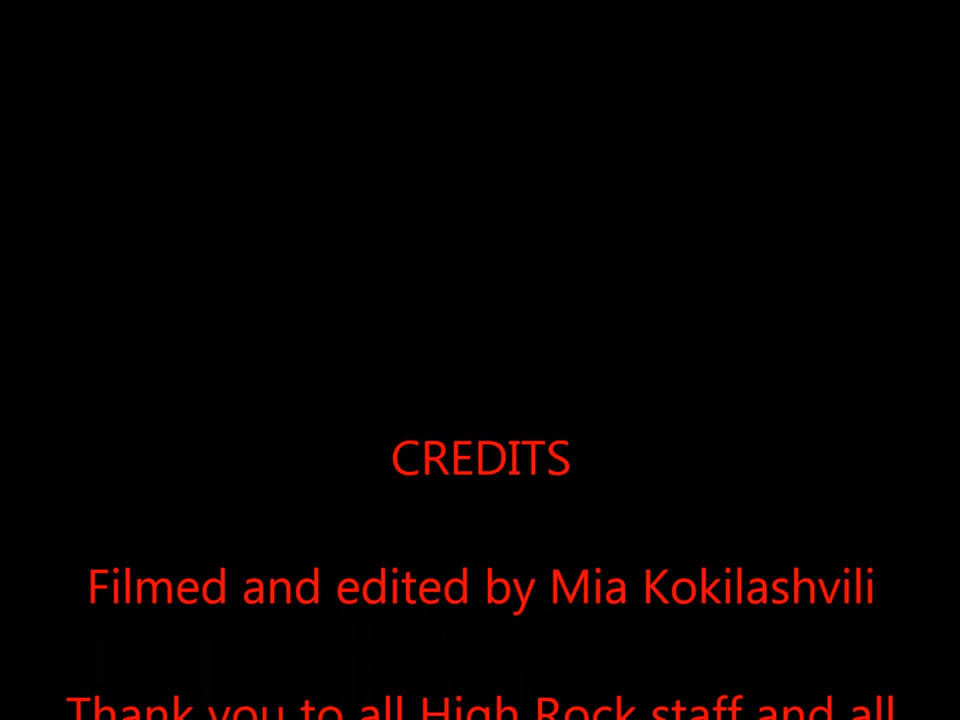 CREDITS
Filmed and edited by Mia Kokilashvili
Thank you to all High Rock staff and all